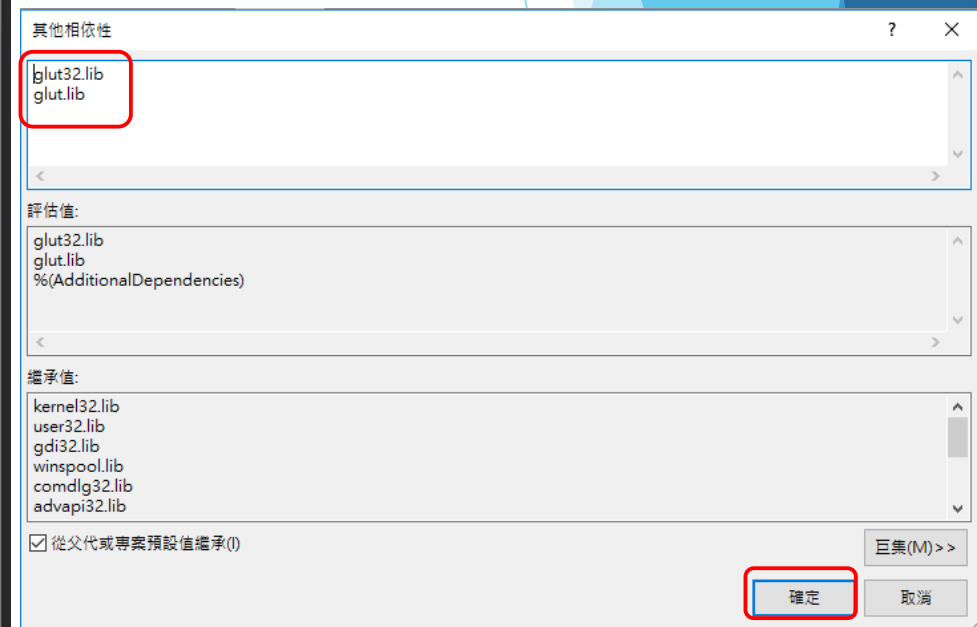 其他相依性
?
glut32.lib
glut.lib
評估值:
glut32.lib
glut.lib
%(AdditionalDependencies)
繼承值:
kernel32.lib
user32.lib
gdi32.lib
winspool.lib
comdlg32.lib
advapi32.lib
從父代或專案預設值繼承(I)
巨集(M)>>
確定
取消